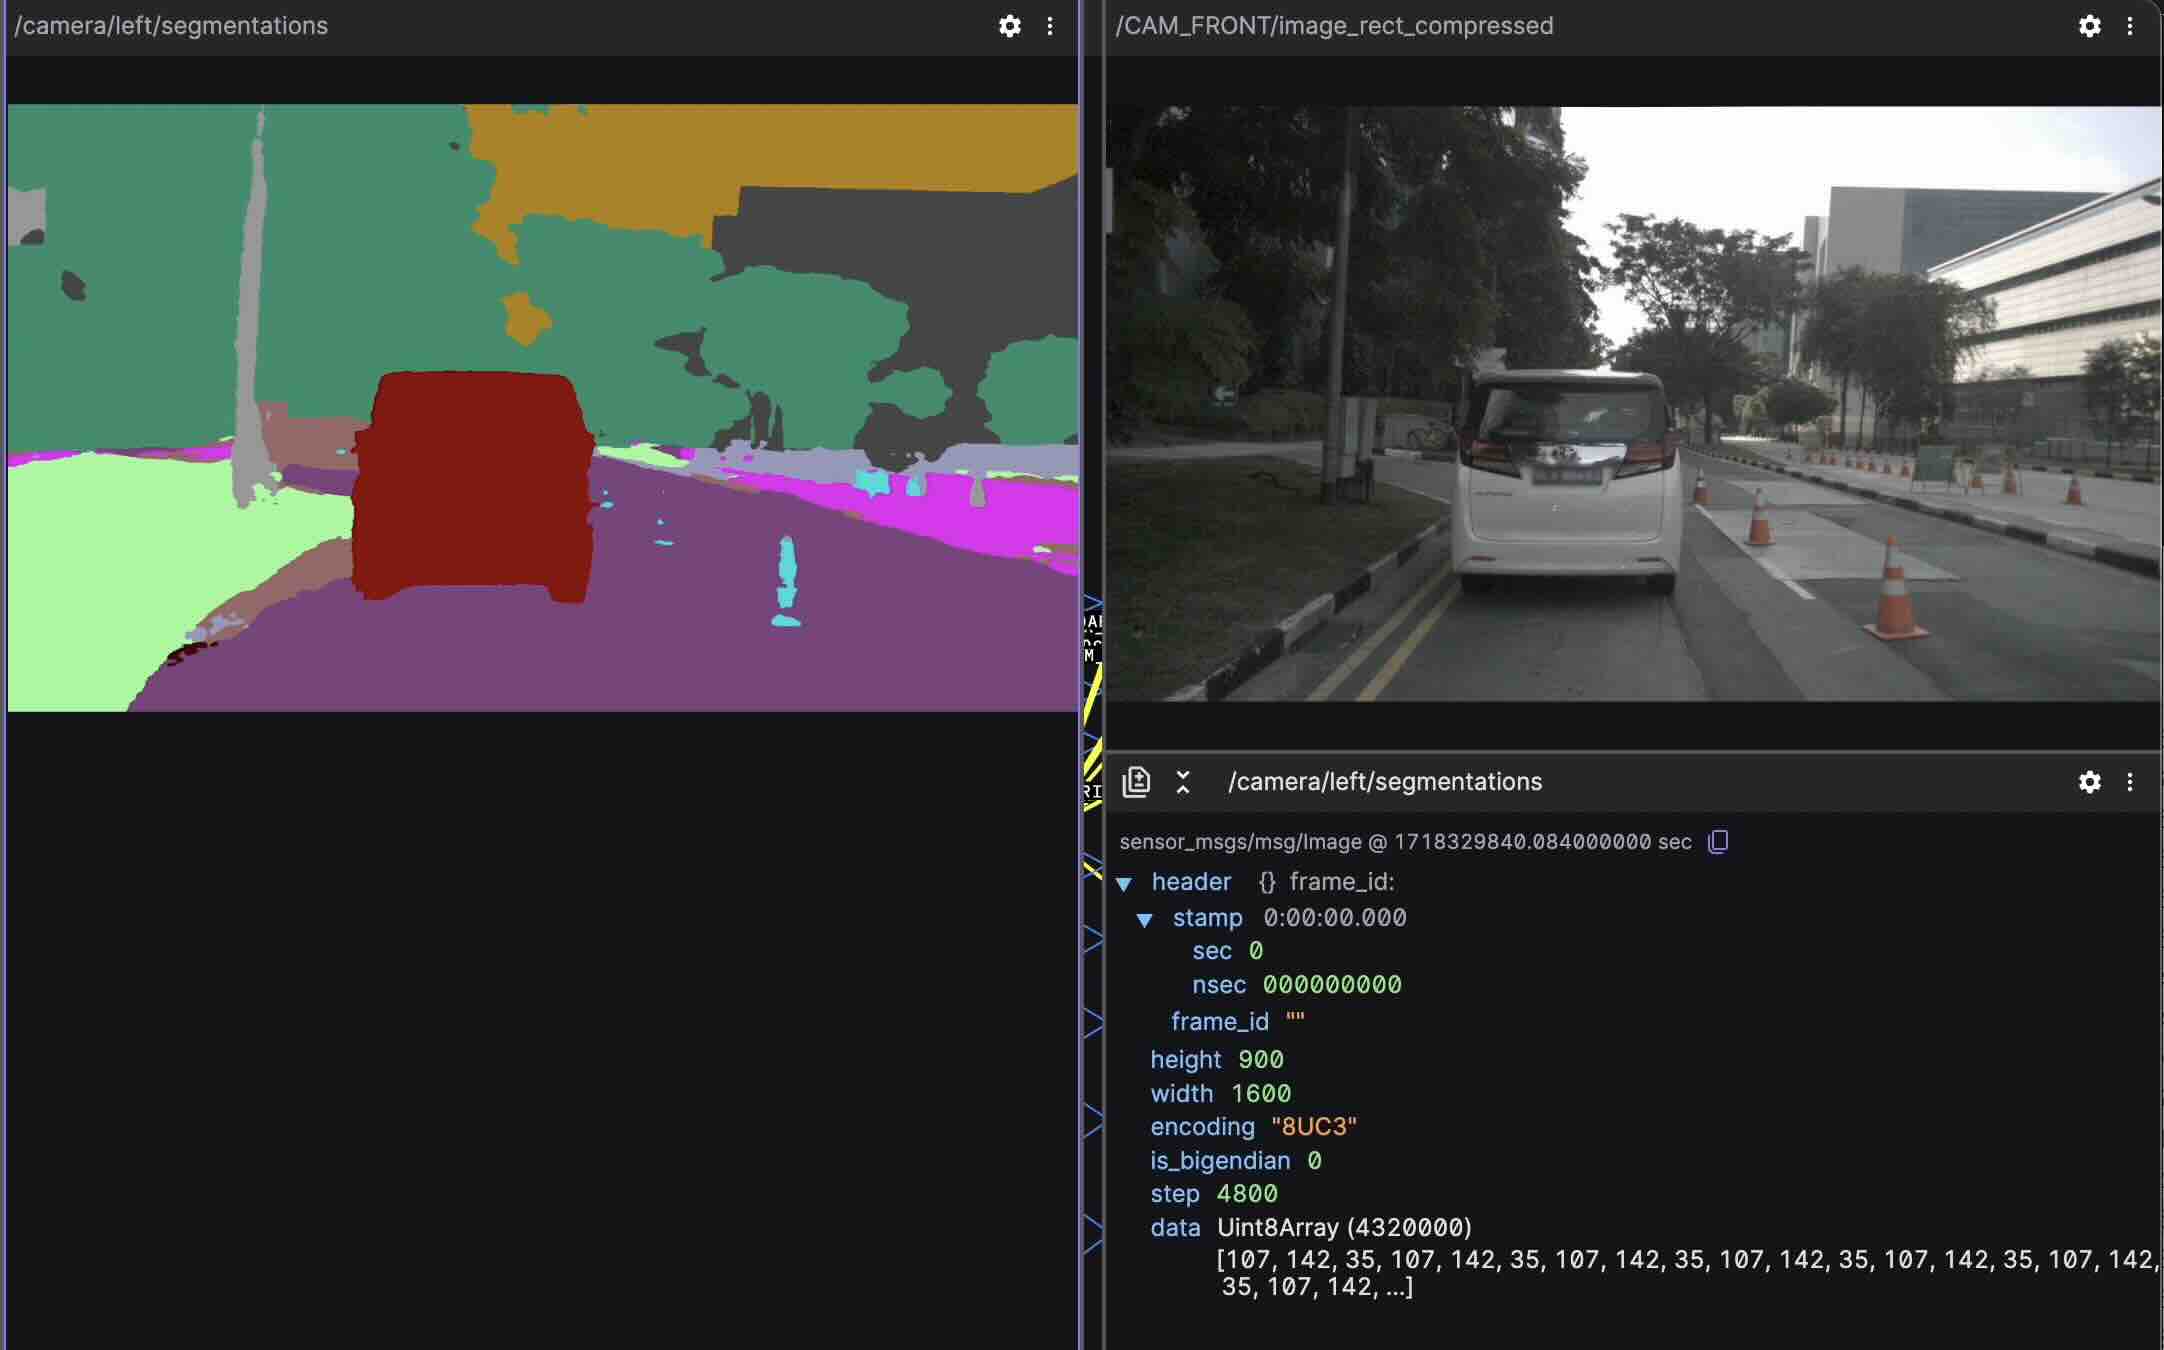 /camera/left/segmentations
/CAM_FRONT/image_rect_compressed
/camera/left/segmentations
sensor_msgs/msg/Image @ 1718329840.084000000 sec
header {} frame_id:
stamp 0:00:00.000
sec 0
nsec 000000000
frame_id ""
height 900
width 1600
encoding "8UC3"
is_bigendian 0
step 4800
data Uint8Array (4320000)
[107, 142, 35, 107, 142, 35, 107, 142, 35, 107, 142, 35, 107, 142, 35, 107, 142,
35, 107, 142, ...]
RI